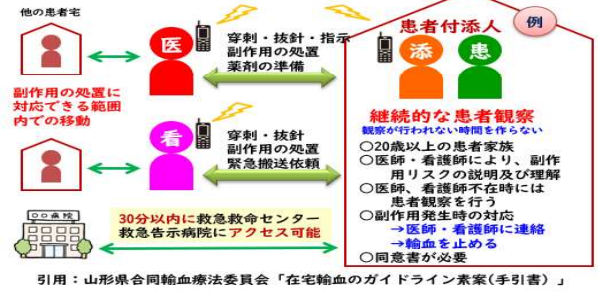 他の患者宅
医
穿刺・抜針・指示
副作用の処置
薬剤の準備
副作用の処置に
対応できる範囲
内での移動
看
穿刺・抜針
副作用の処置
緊急搬送依頼
○○病院
30分以内に救急救命センター
救急告示病院にアクセス可能
患者付添人
例
添
患
継続的な患者観察
観察が行われない時間を作らない
○20歳以上の患者家族
○医師・看護師により、副作
用リスクの説明及び理解
○医師、看護師不在時には
患者観察を行う
○副作用発生時の対応
→医師・看護師に連絡
→輸血を止める
○同意書が必要
引用:山形県合同輸血療法委員会「在宅輸血のガイドライン素案(手引書)」